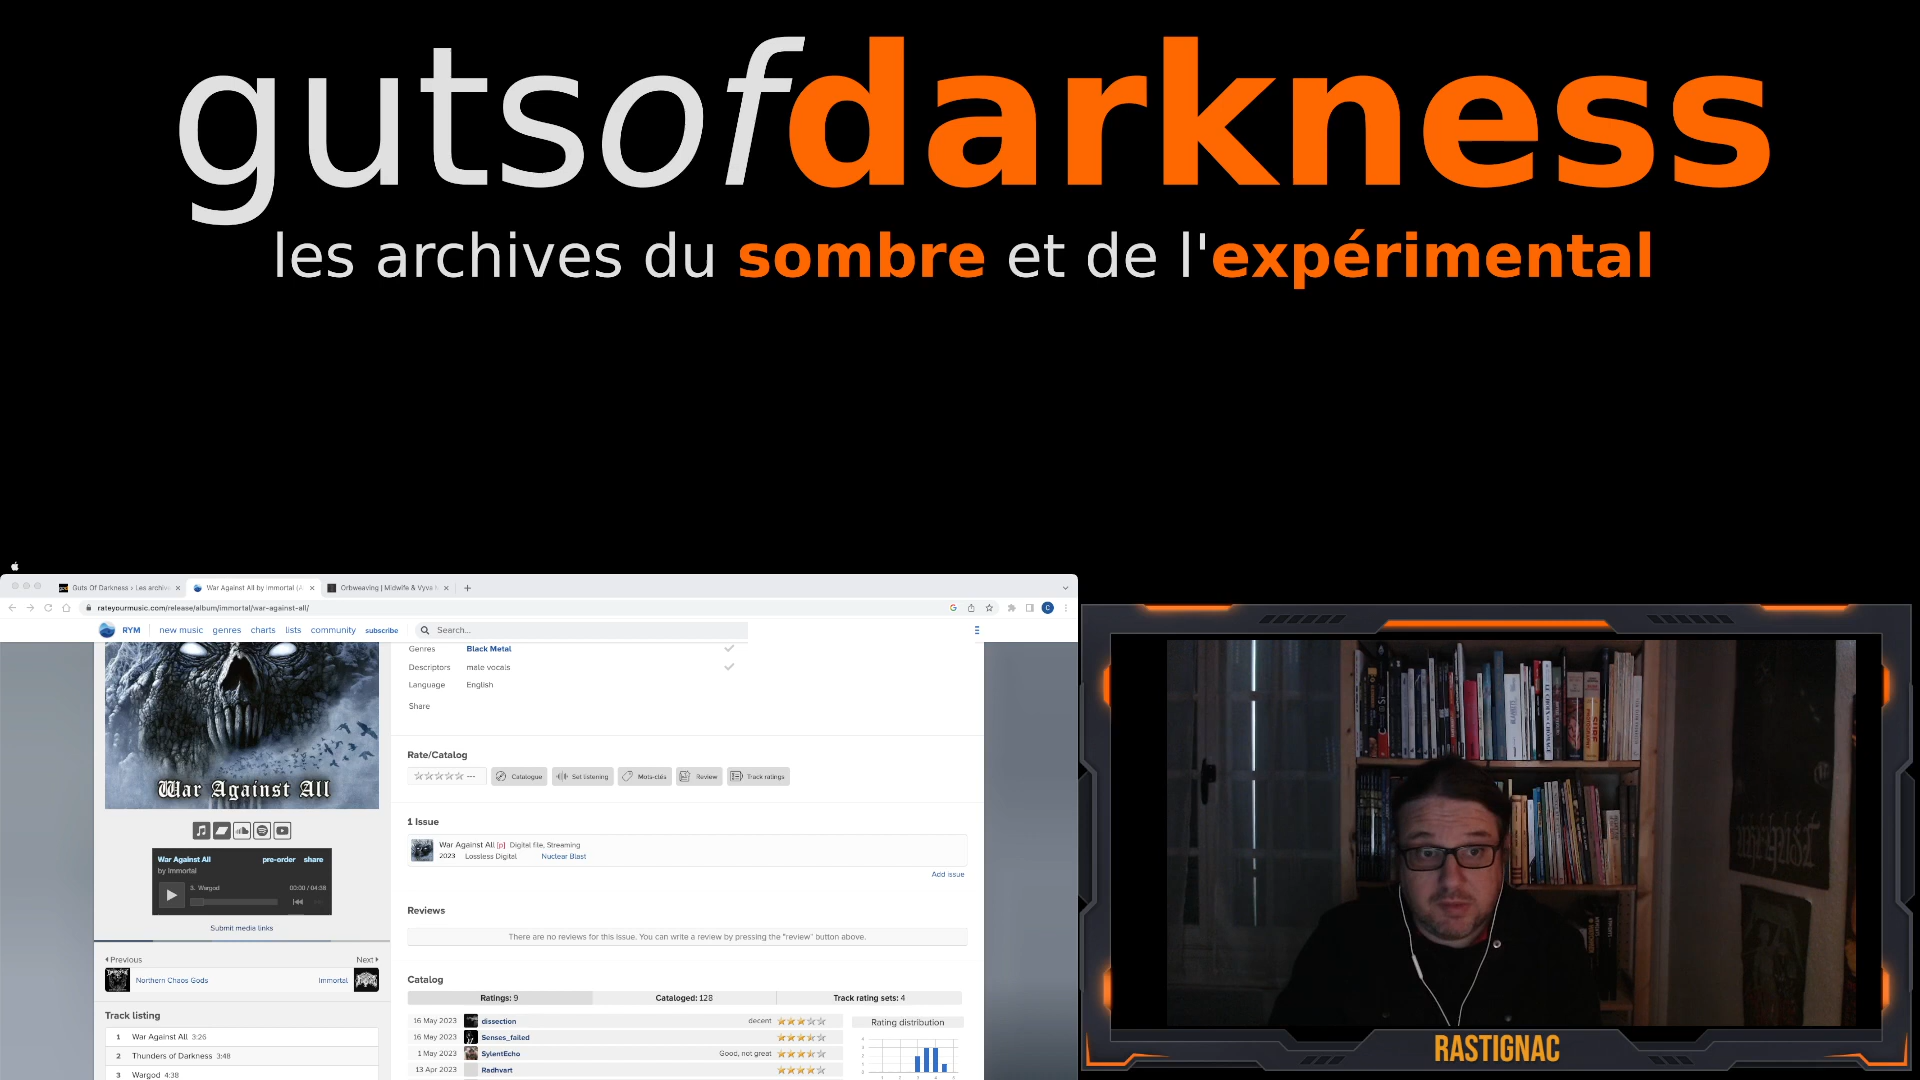 gutsofdarkness
les archives du sombre et de l'expérimental
Guts Of Darkness › Les archiv
War Against All by Immortal (A
Orbweaving | Midwife & Vyva
rateyourmusic.com/release/album/immortal/war-against-all/
RYM new music genres charts lists community subscribe Search...
War Against All
War Against All pre-order share
by Immortal
3. Wargod 00:00 / 04:38
Submit media links
Previous Next
Northern Chaos Gods Immortal
Track listing
1 War Against All 3:26
2 Thunders of Darkness 3:48
3 Wargod 4:38
Genres Black Metal
Descriptors male vocals
Language English
Share
Rate/Catalog
--- Catalogue Set listening Mots-clés Review Track ratings
1 Issue
War Against All [p] Digital file, Streaming
2023 Lossless Digital Nuclear Blast
Add issue
Reviews
There are no reviews for this issue. You can write a review by pressing the "review" button above.
Catalog
Ratings: 9 Cataloged: 128 Track rating sets: 4
16 May 2023 dissection decent
16 May 2023 Senses_failed
1 May 2023 SylentEcho Good, not great
13 Apr 2023 Radhvart
Rating distribution
RASTIGNAC